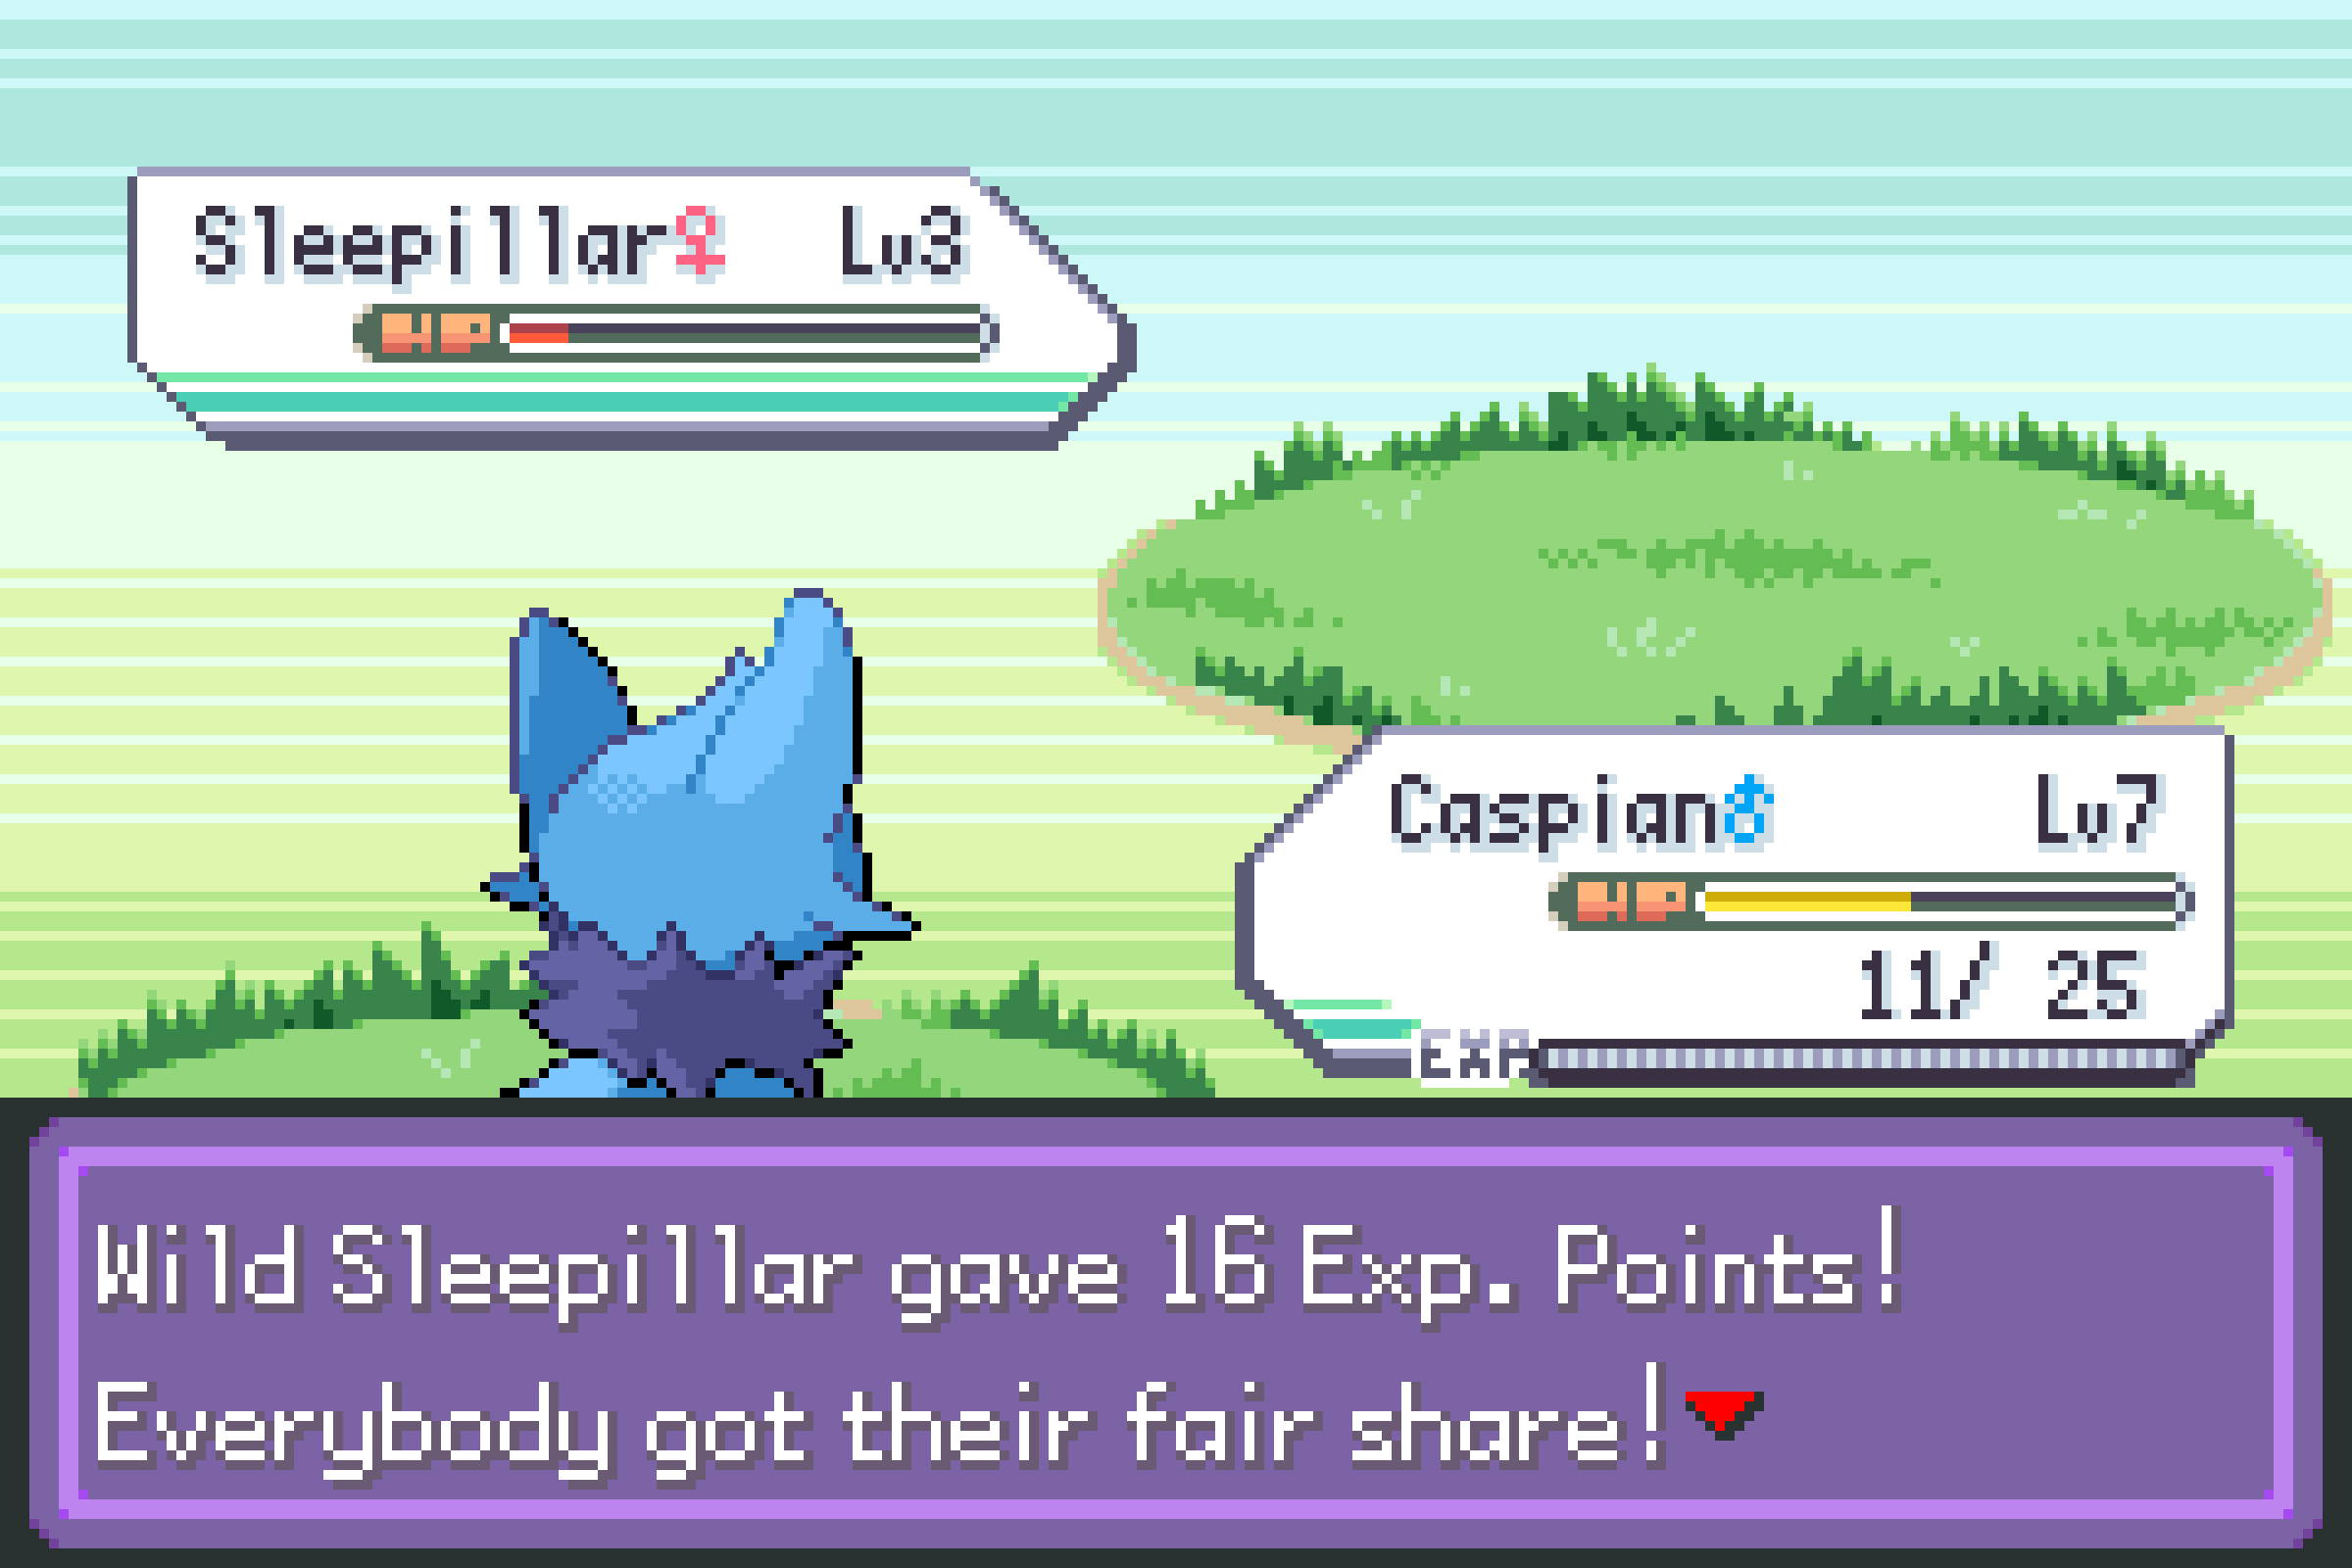 Sleepillar♀ Lv3
HP
Caspian♂ Lv7
HP
11/ 25
EXP
Wild Sleepillar gave 16 Exp. Points!
Everybody got their fair share!